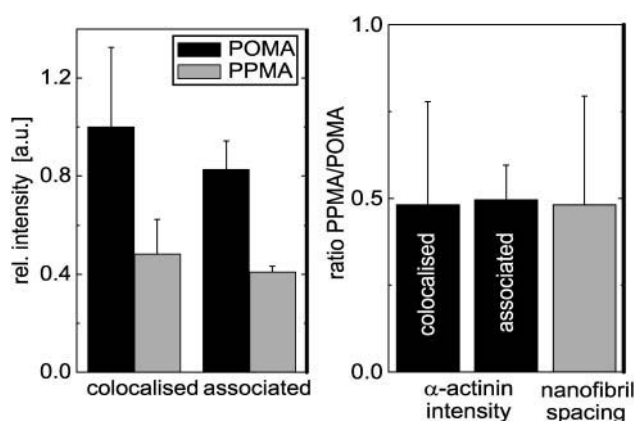 POMA
PPMA
rel. intensity [a.u.]
1.2
0.8
0.4
0.0
colocalised associated
ratio PPMA/POMA
1.0
0.5
0.0
colocalised
associated
α-actinin
intensity
nanofibril
spacing